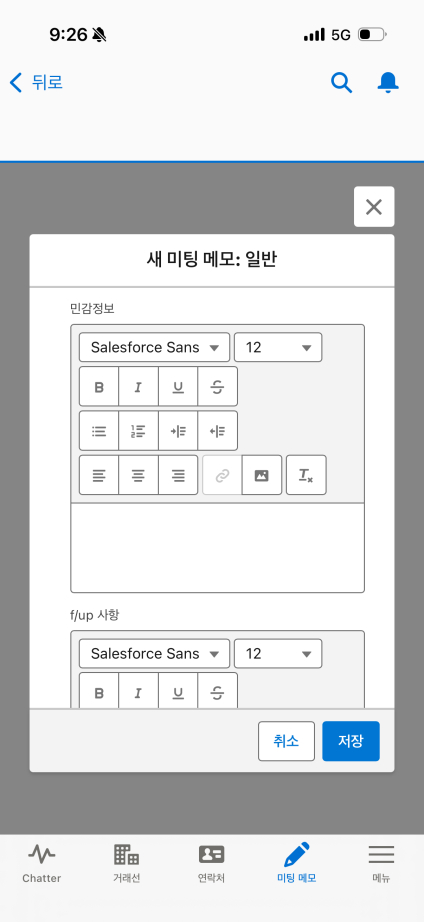 9:26
5G
뒤로
새 미팅 메모: 일반
민감정보
Salesforce Sans
12
B I U S
f/up 사항
Salesforce Sans
12
B I U S
취소
저장
Chatter
거래선
연락처
미팅 메모
메뉴